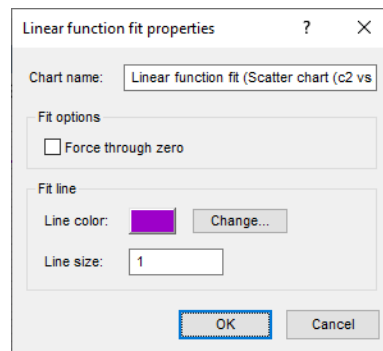 Linear function fit properties ? ×
Chart name: Linear function fit (Scatter chart (c2 vs
Fit options
Force through zero
Fit line
Line color: Change...
Line size: 1
OK Cancel